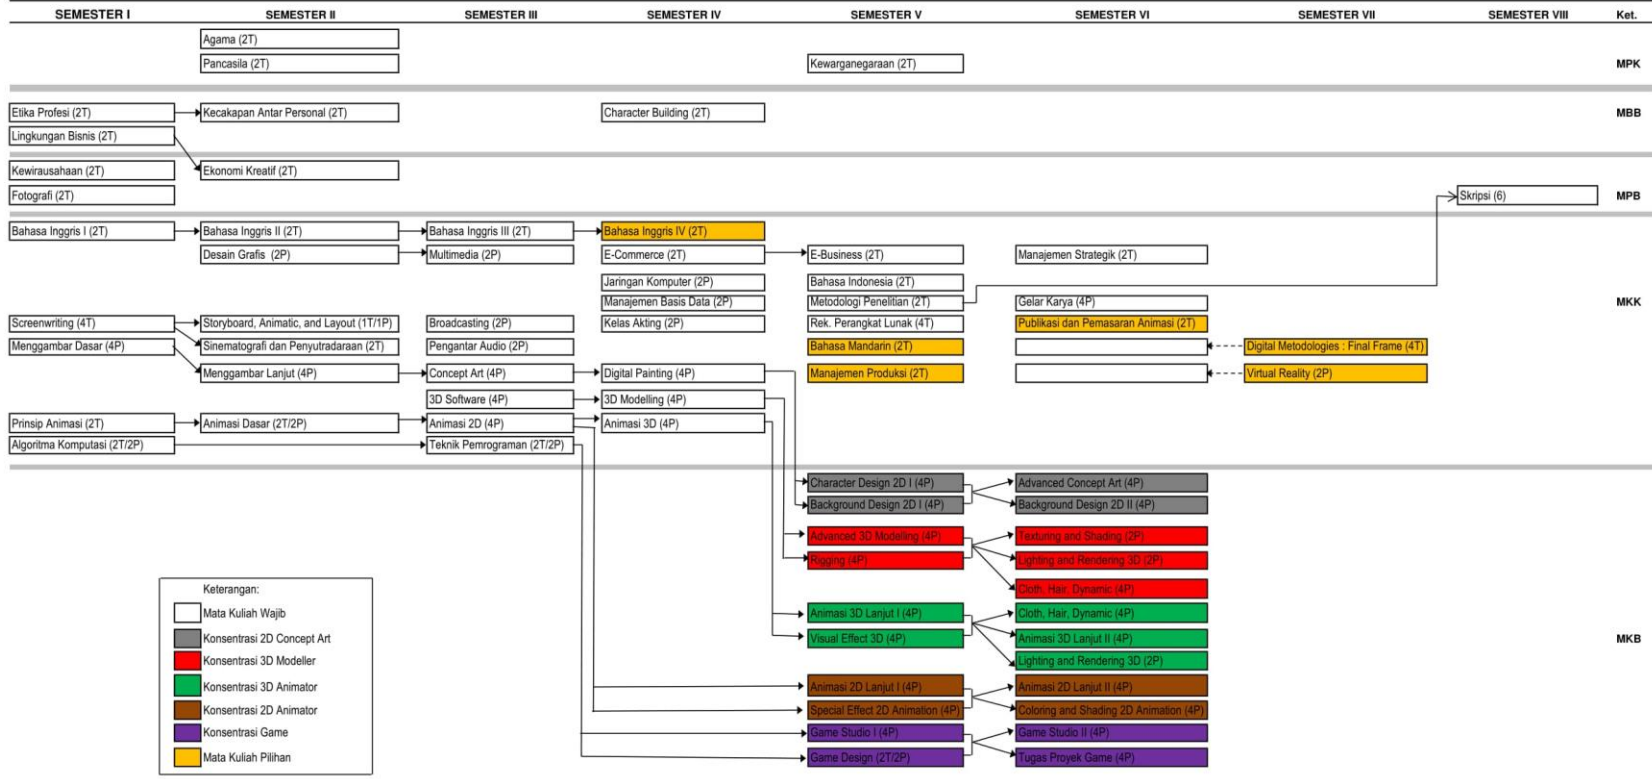 SEMESTER I SEMESTER II SEMESTER III SEMESTER IV SEMESTER V SEMESTER VI SEMESTER VII SEMESTER VIII Ket.
Agama (2T)
Pancasila (2T) Kewarganegaraan (2T) MPK
Etika Profesi (2T) Kecakapan Antar Personal (2T) Character Building (2T) MBB
Lingkungan Bisnis (2T)
Kewirausahaan (2T) Ekonomi Kreatif (2T)
Fotografi (2T) Skripsi (6) MPB
Bahasa Inggris I (2T) Bahasa Inggris II (2T) Bahasa Inggris III (2T) Bahasa Inggris IV (2T)
Desain Grafis (2P) Multimedia (2P) E-Commerce (2T) E-Business (2T) Manajemen Strategik (2T)
Jaringan Komputer (2P) Bahasa Indonesia (2T)
Manajemen Basis Data (2P) Metodologi Penelitian (2T) Gelar Karya (4P) MKK
Screenwriting (4T) Storyboard, Animatic, and Layout (1T/1P) Broadcasting (2P) Kelas Akting (2P) Rek. Perangkat Lunak (4T) Publikasi dan Pemasaran Animasi (2T)
Menggambar Dasar (4P) Sinematografi dan Penyutradaraan (2T) Pengantar Audio (2P) Bahasa Mandarin (2T) Digital Metodologies : Final Frame (4T)
Menggambar Lanjut (4P) Concept Art (4P) Digital Painting (4P) Manajemen Produksi (2T) Virtual Reality (2P)
3D Software (4P) 3D Modelling (4P)
Prinsip Animasi (2T) Animasi Dasar (2T/2P) Animasi 2D (4P) Animasi 3D (4P)
Algoritma Komputasi (2T/2P) Teknik Pemrograman (2T/2P)
Character Design 2D I (4P) Advanced Concept Art (4P)
Background Design 2D I (4P) Background Design 2D II (4P)
Advanced 3D Modelling (4P) Texturing and Shading (2P)
Rigging (4P) Lighting and Rendering 3D (2P)
Cloth, Hair, Dynamic (4P)
Animasi 3D Lanjut I (4P) Cloth, Hair, Dynamic (4P)
Visual Effect 3D (4P) Animasi 3D Lanjut II (4P) MKB
Lighting and Rendering 3D (2P)
Animasi 2D Lanjut I (4P) Animasi 2D Lanjut II (4P)
Special Effect 2D Animation (4P) Coloring and Shading 2D Animation (4P)
Game Studio I (4P) Game Studio II (4P)
Game Design (2T/2P) Tugas Proyek Game (4P)
Keterangan:
Mata Kuliah Wajib
Konsentrasi 2D Concept Art
Konsentrasi 3D Modeller
Konsentrasi 3D Animator
Konsentrasi 2D Animator
Konsentrasi Game
Mata Kuliah Pilihan